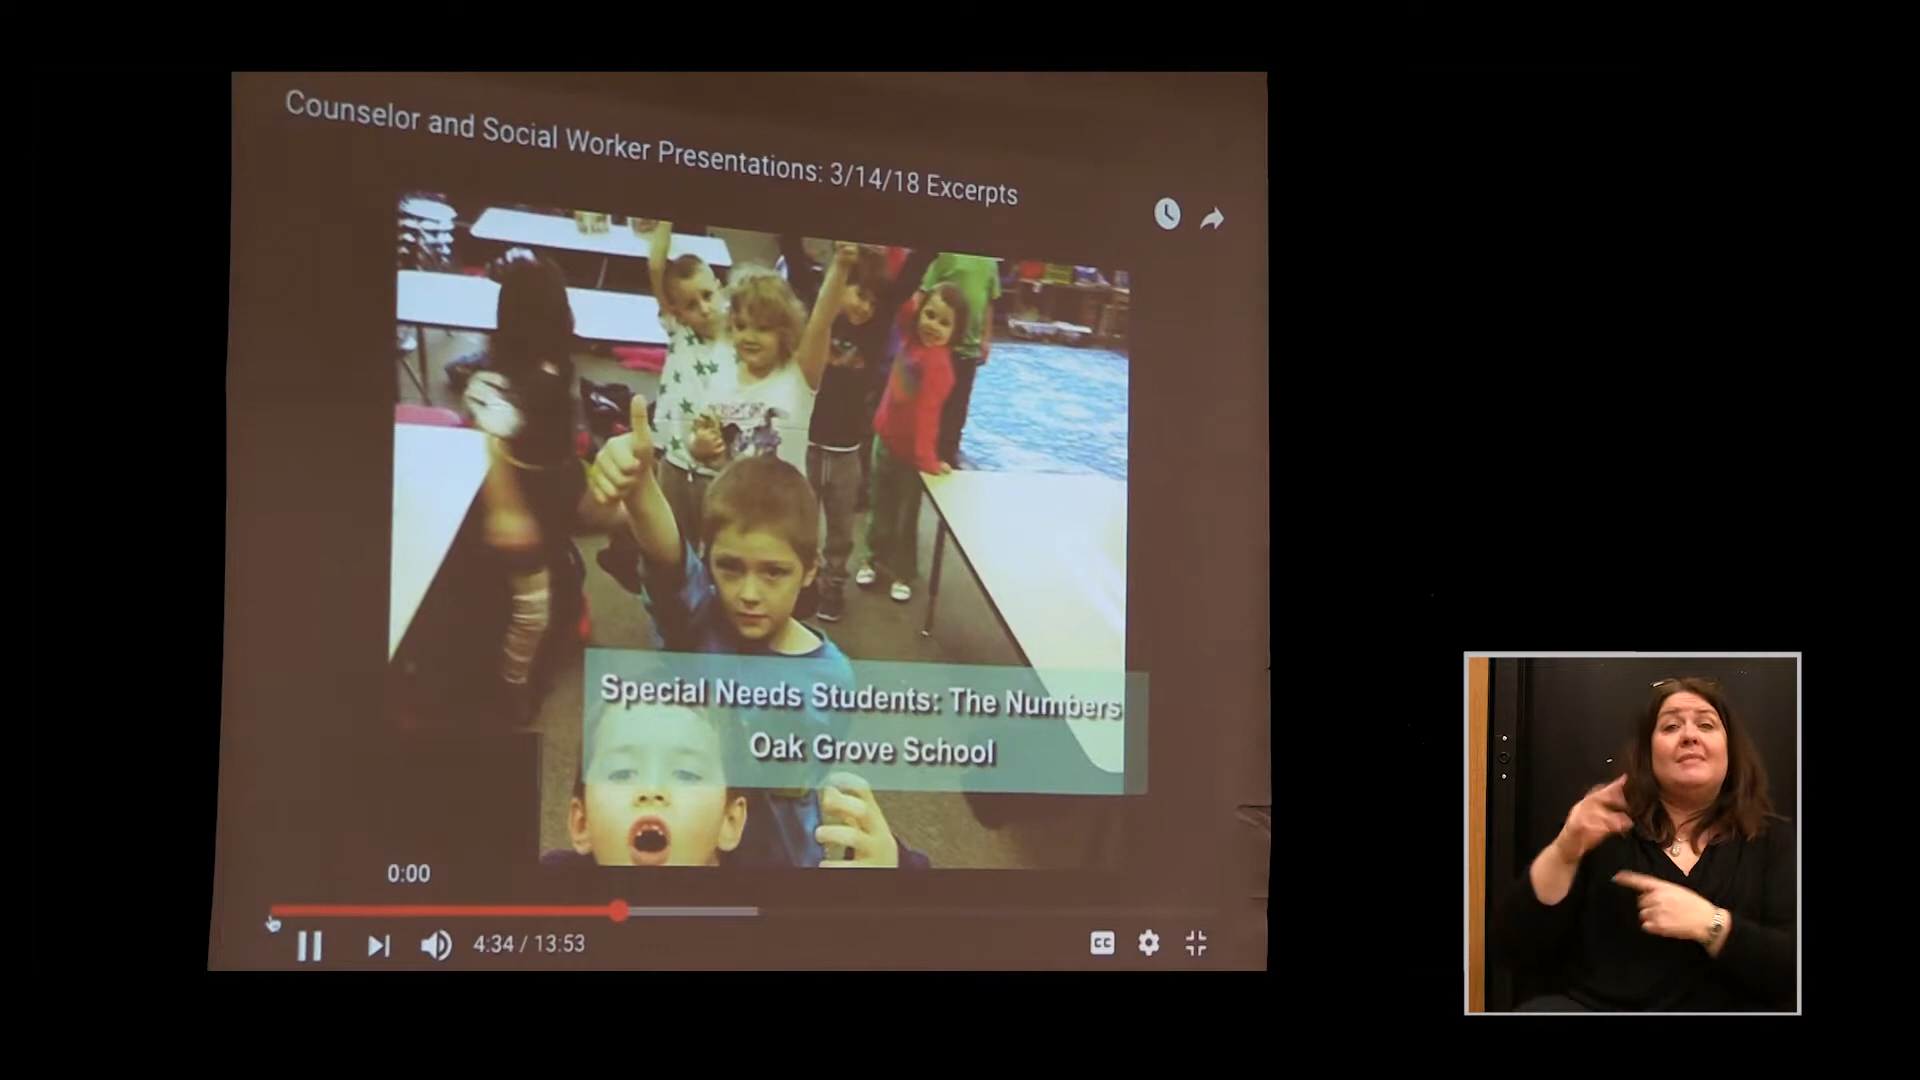 Counselor and Social Worker Presentations: 3/14/18 Excerpts
Special Needs Students: The Numbers
Oak Grove School
0:00
4:34 / 13:53
CC